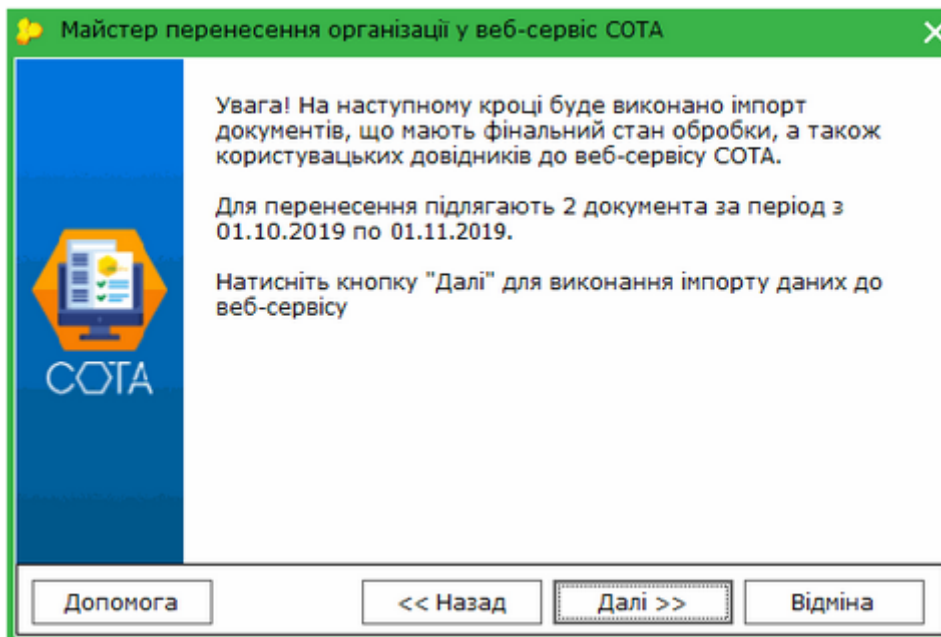 Майстер перенесення організації у веб-сервіс СОТА
Увага! На наступному кроці буде виконано імпорт
документів, що мають фінальний стан обробки, а також
користувацьких довідників до веб-сервісу СОТА.
Для перенесення підлягають 2 документа за період з
01.10.2019 по 01.11.2019.
Натисніть кнопку "Далі" для виконання імпорту даних до
веб-сервісу
СОТА
Допомога
<< Назад
Далі >>
Відміна